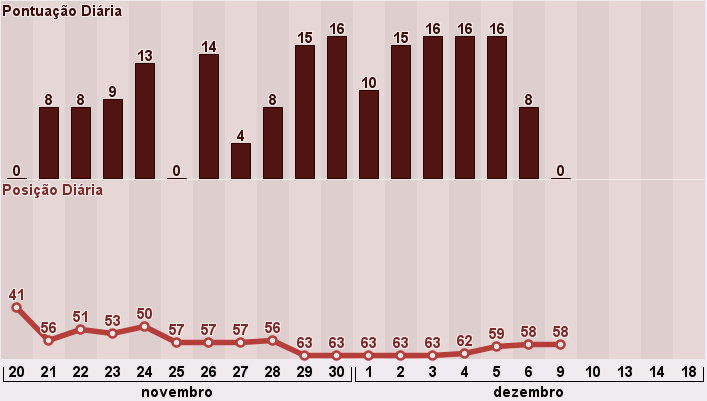 Pontuação Diária
0 8 8 9 13 0 14 4 8 15 16 10 15 16 16 16 8 0
Posição Diária
41 56 51 53 50 57 57 57 56 63 63 63 63 63 62 59 58 58
20 21 22 23 24 25 26 27 28 29 30 1 2 3 4 5 6 9 10 13 14 18
novembro dezembro